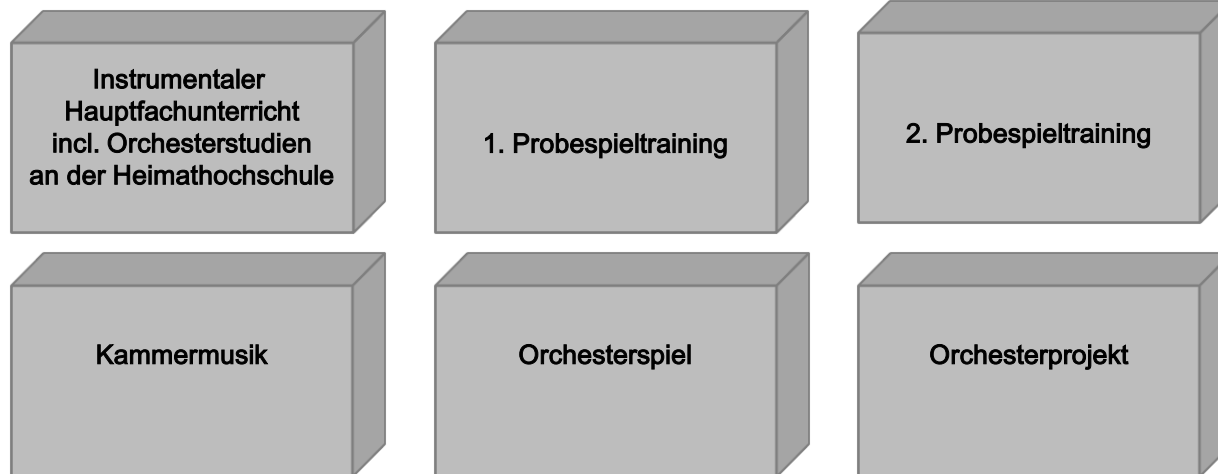 Instrumentaler
Hauptfachunterricht
incl. Orchesterstudien
an der Heimathochschule
1. Probespieltraining
2. Probespieltraining
Kammermusik
Orchesterspiel
Orchesterprojekt